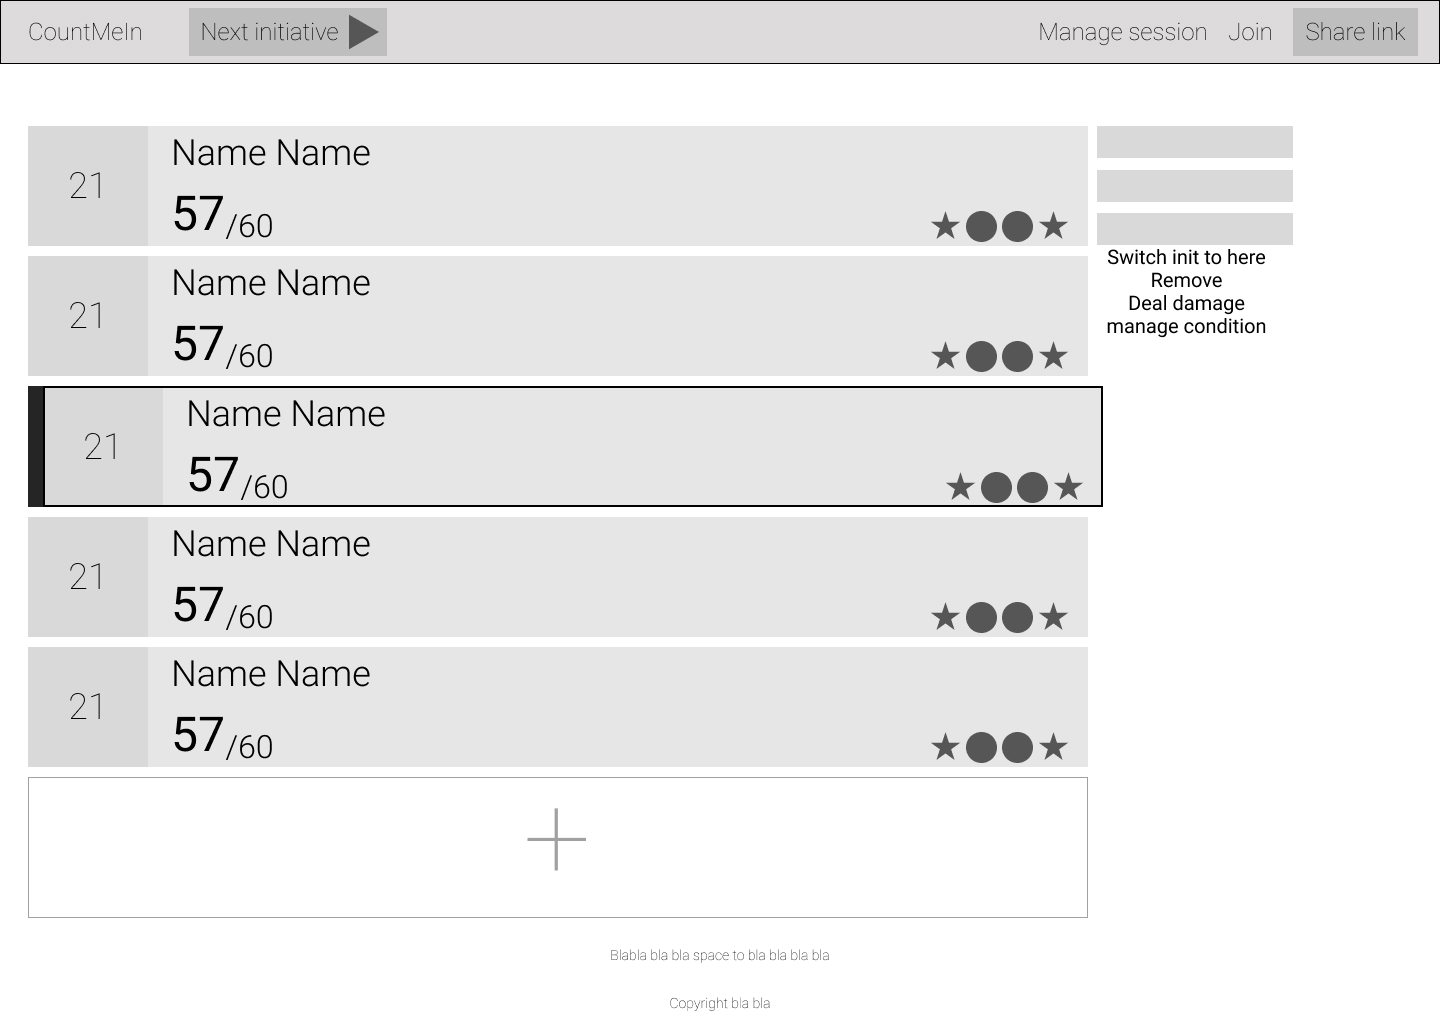 CountMeIn Next initiative Manage session Join Share link
21
Name Name
57/60
Switch init to here
Remove
Deal damage
manage condition
21
Name Name
57/60
21
Name Name
57/60
21
Name Name
57/60
21
Name Name
57/60
Blabla bla bla space to bla bla bla bla
Copyright bla bla